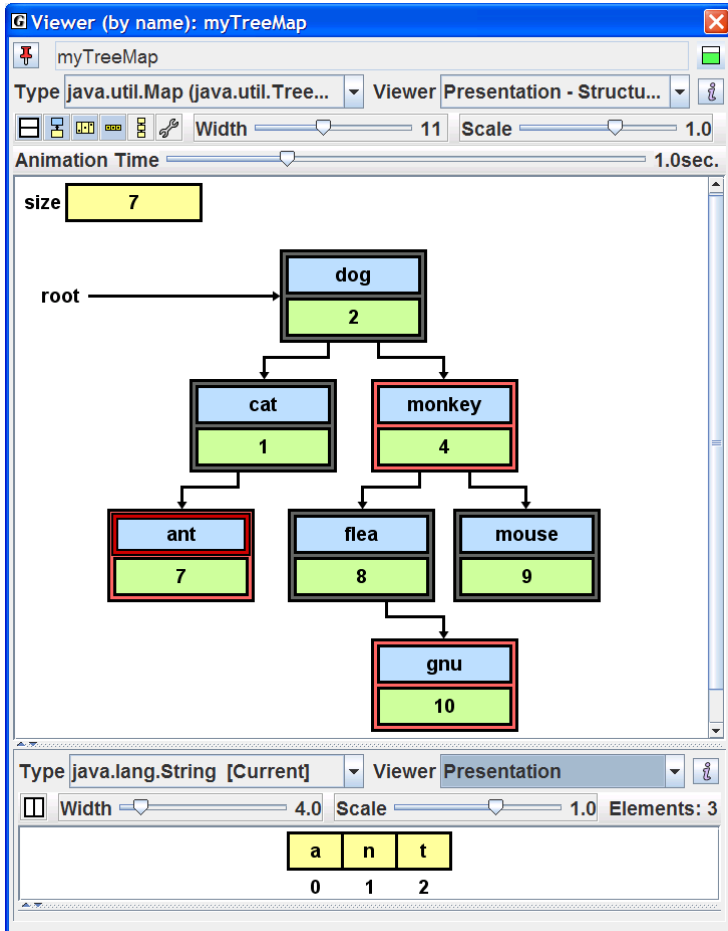 Viewer (by name): myTreeMap
myTreeMap
Type java.util.Map (java.util.Tree... Viewer Presentation - Structu... i
Width 11 Scale 1.0
Animation Time 1.0sec.
size 7
dog
root
2
cat monkey
1 4
ant flea mouse
7 8 9
gnu
10
Type java.lang.String [Current] Viewer Presentation i
Width 4.0 Scale 1.0 Elements: 3
a n t
0 1 2